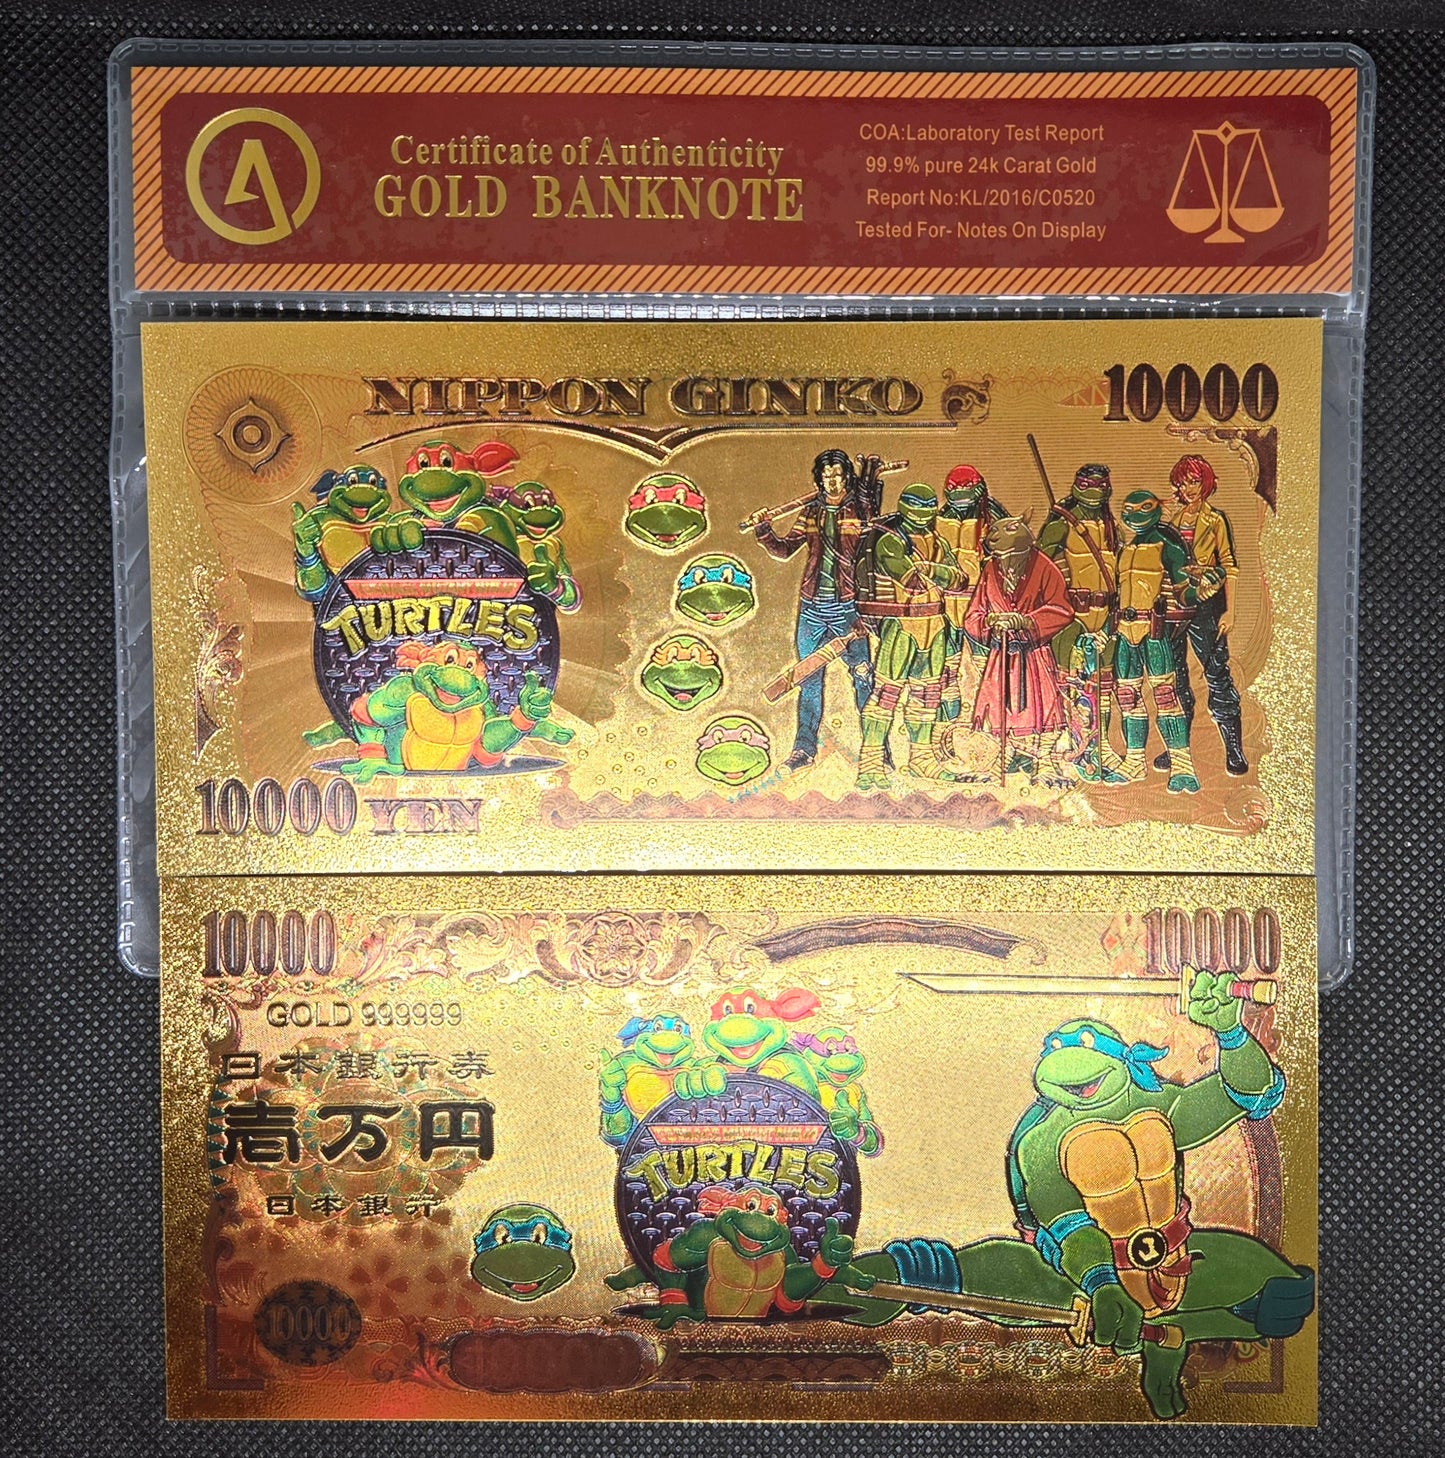 Certificate of Authenticity
GOLD BANKNOTE
COA:Laboratory Test Report
99.9% pure 24k Carat Gold
Report No:KL/2016/C0520
Tested For- Notes On Display
NIPPON GINKO
10000
TURTLES
10000 YEN
10000
10000
GOLD 999999
日本銀行券
壱万円
日本銀行
TURTLES
10000